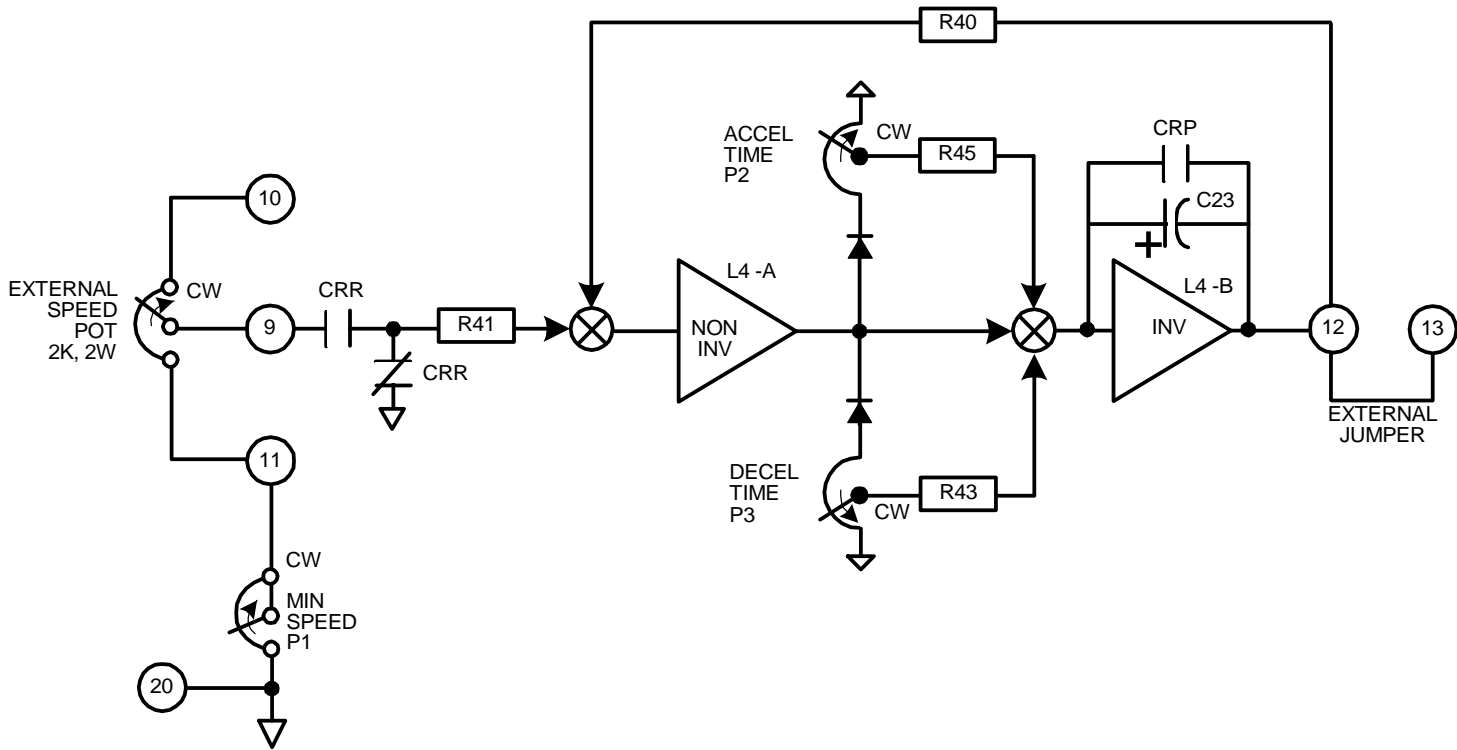 R40
ACCEL
TIME
P2
CW
R45
CRP
C23
+
10
L4 -A
L4 -B
EXTERNAL
SPEED
POT
2K, 2W
CW
9
CRR
R41
CRR
NON
INV
INV
12
13
EXTERNAL
JUMPER
11
DECEL
TIME
P3
CW
R43
CW
MIN
SPEED
P1
20